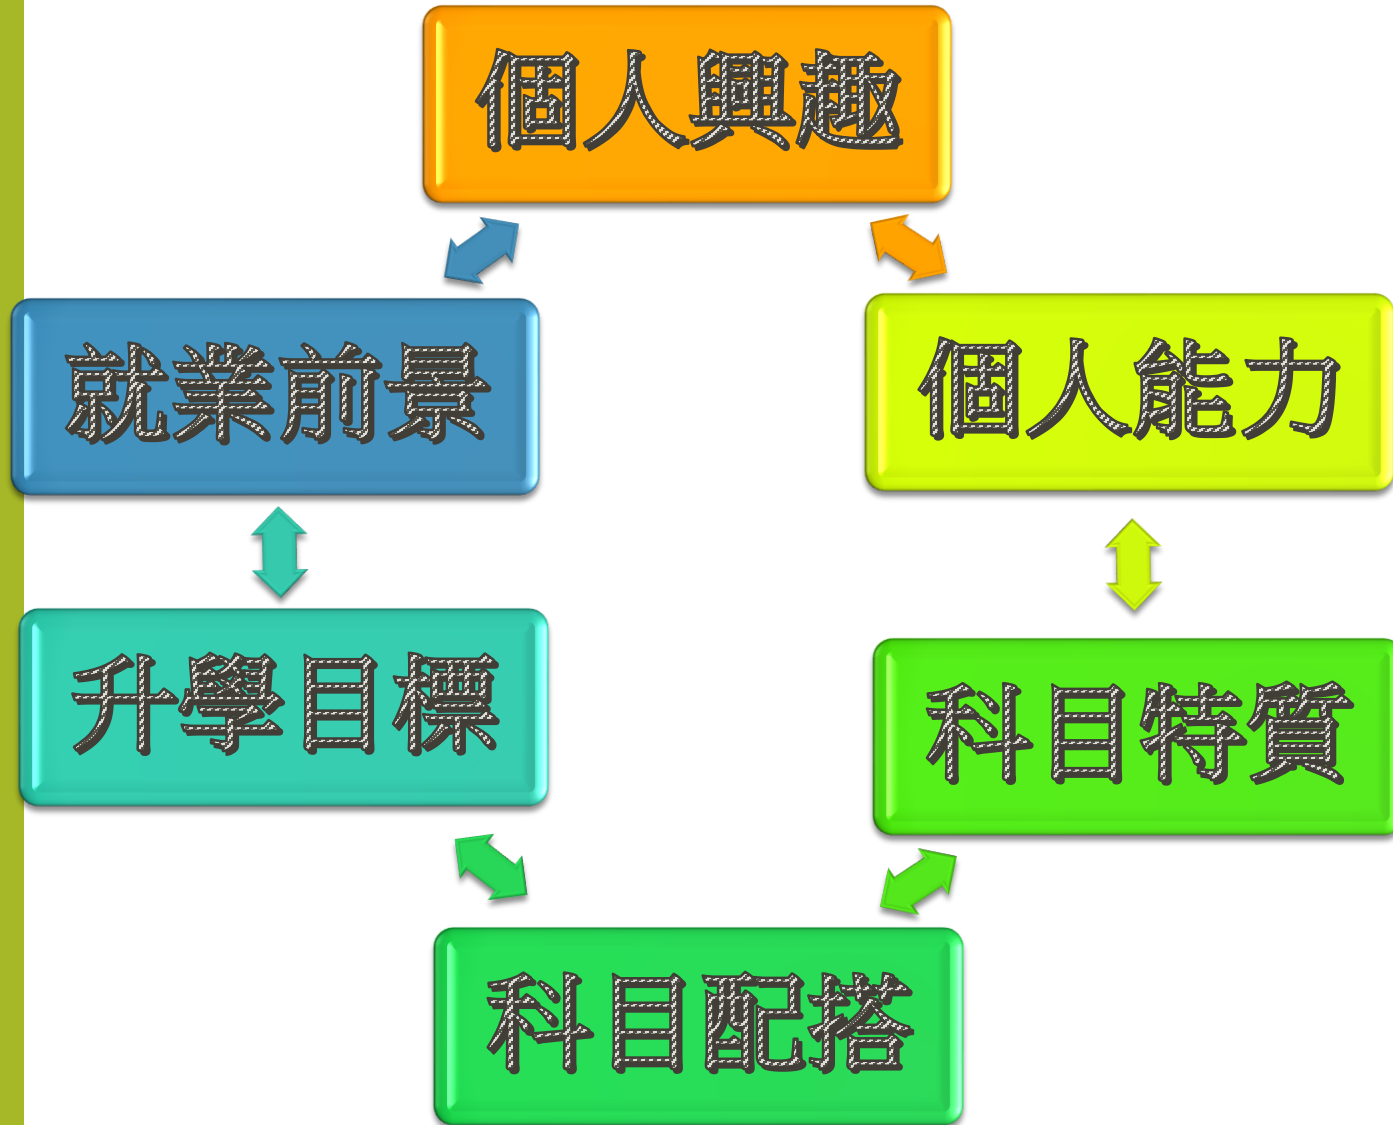 個人興趣
就業前景
個人能力
升學目標
科目特質
科目配搭